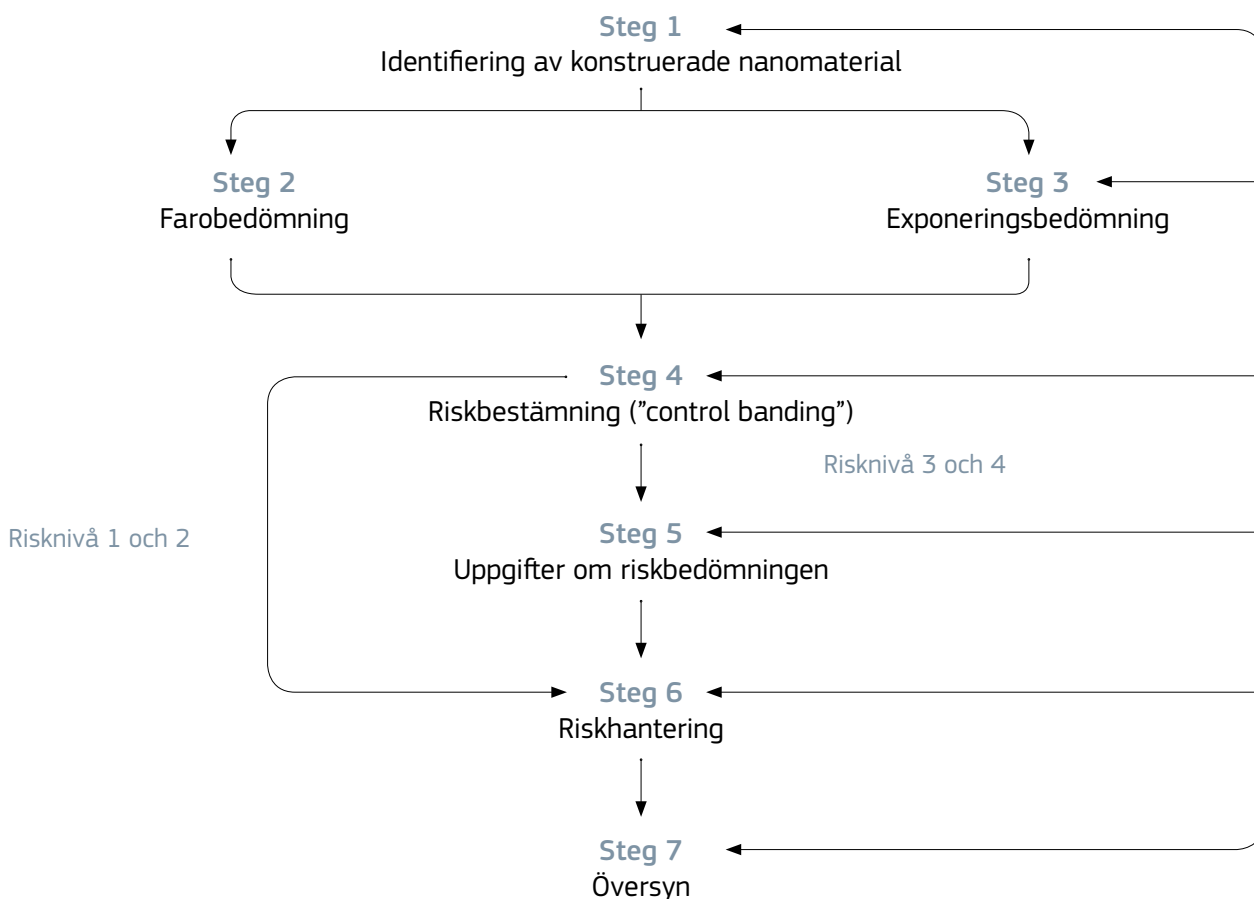 Steg 1
Identifiering av konstruerade nanomaterial
Steg 2
Farobedömning
Steg 3
Exponeringsbedömning
Steg 4
Riskbestämning (”control banding”)
Risknivå 3 och 4
Risknivå 1 och 2
Steg 5
Uppgifter om riskbedömningen
Steg 6
Riskhantering
Steg 7
Översyn